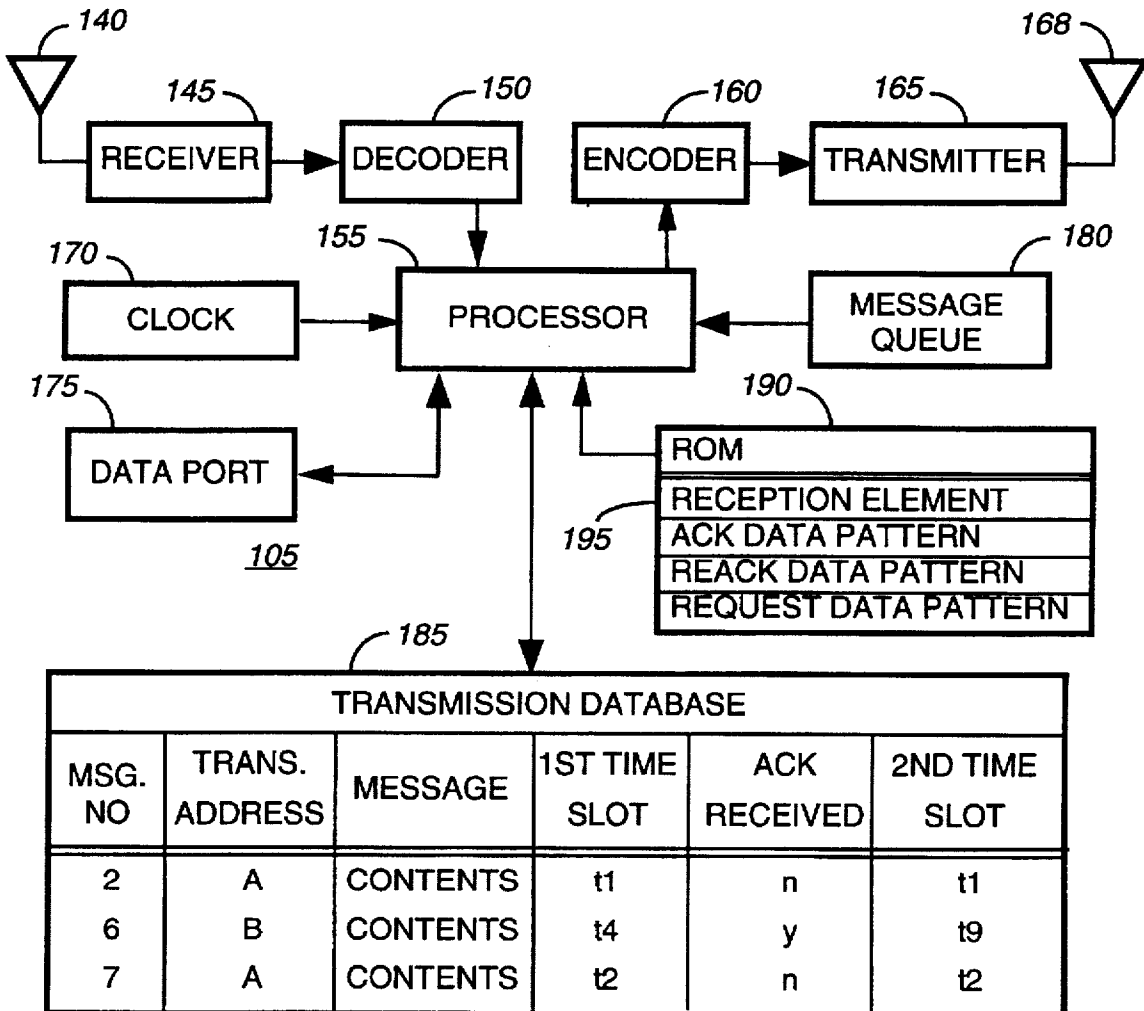 140
168
145
150
160
165
RECEIVER
DECODER
ENCODER
TRANSMITTER
170
155
180
CLOCK
PROCESSOR
MESSAGE
QUEUE
175
190
DATA PORT
ROM
195
RECEPTION ELEMENT
ACK DATA PATTERN
REACK DATA PATTERN
REQUEST DATA PATTERN
105
185
TRANSMISSION DATABASE
MSG. NO
TRANS. ADDRESS
MESSAGE
1ST TIME SLOT
ACK RECEIVED
2ND TIME SLOT
2 A CONTENTS t1 n t1
6 B CONTENTS t4 y t9
7 A CONTENTS t2 n t2